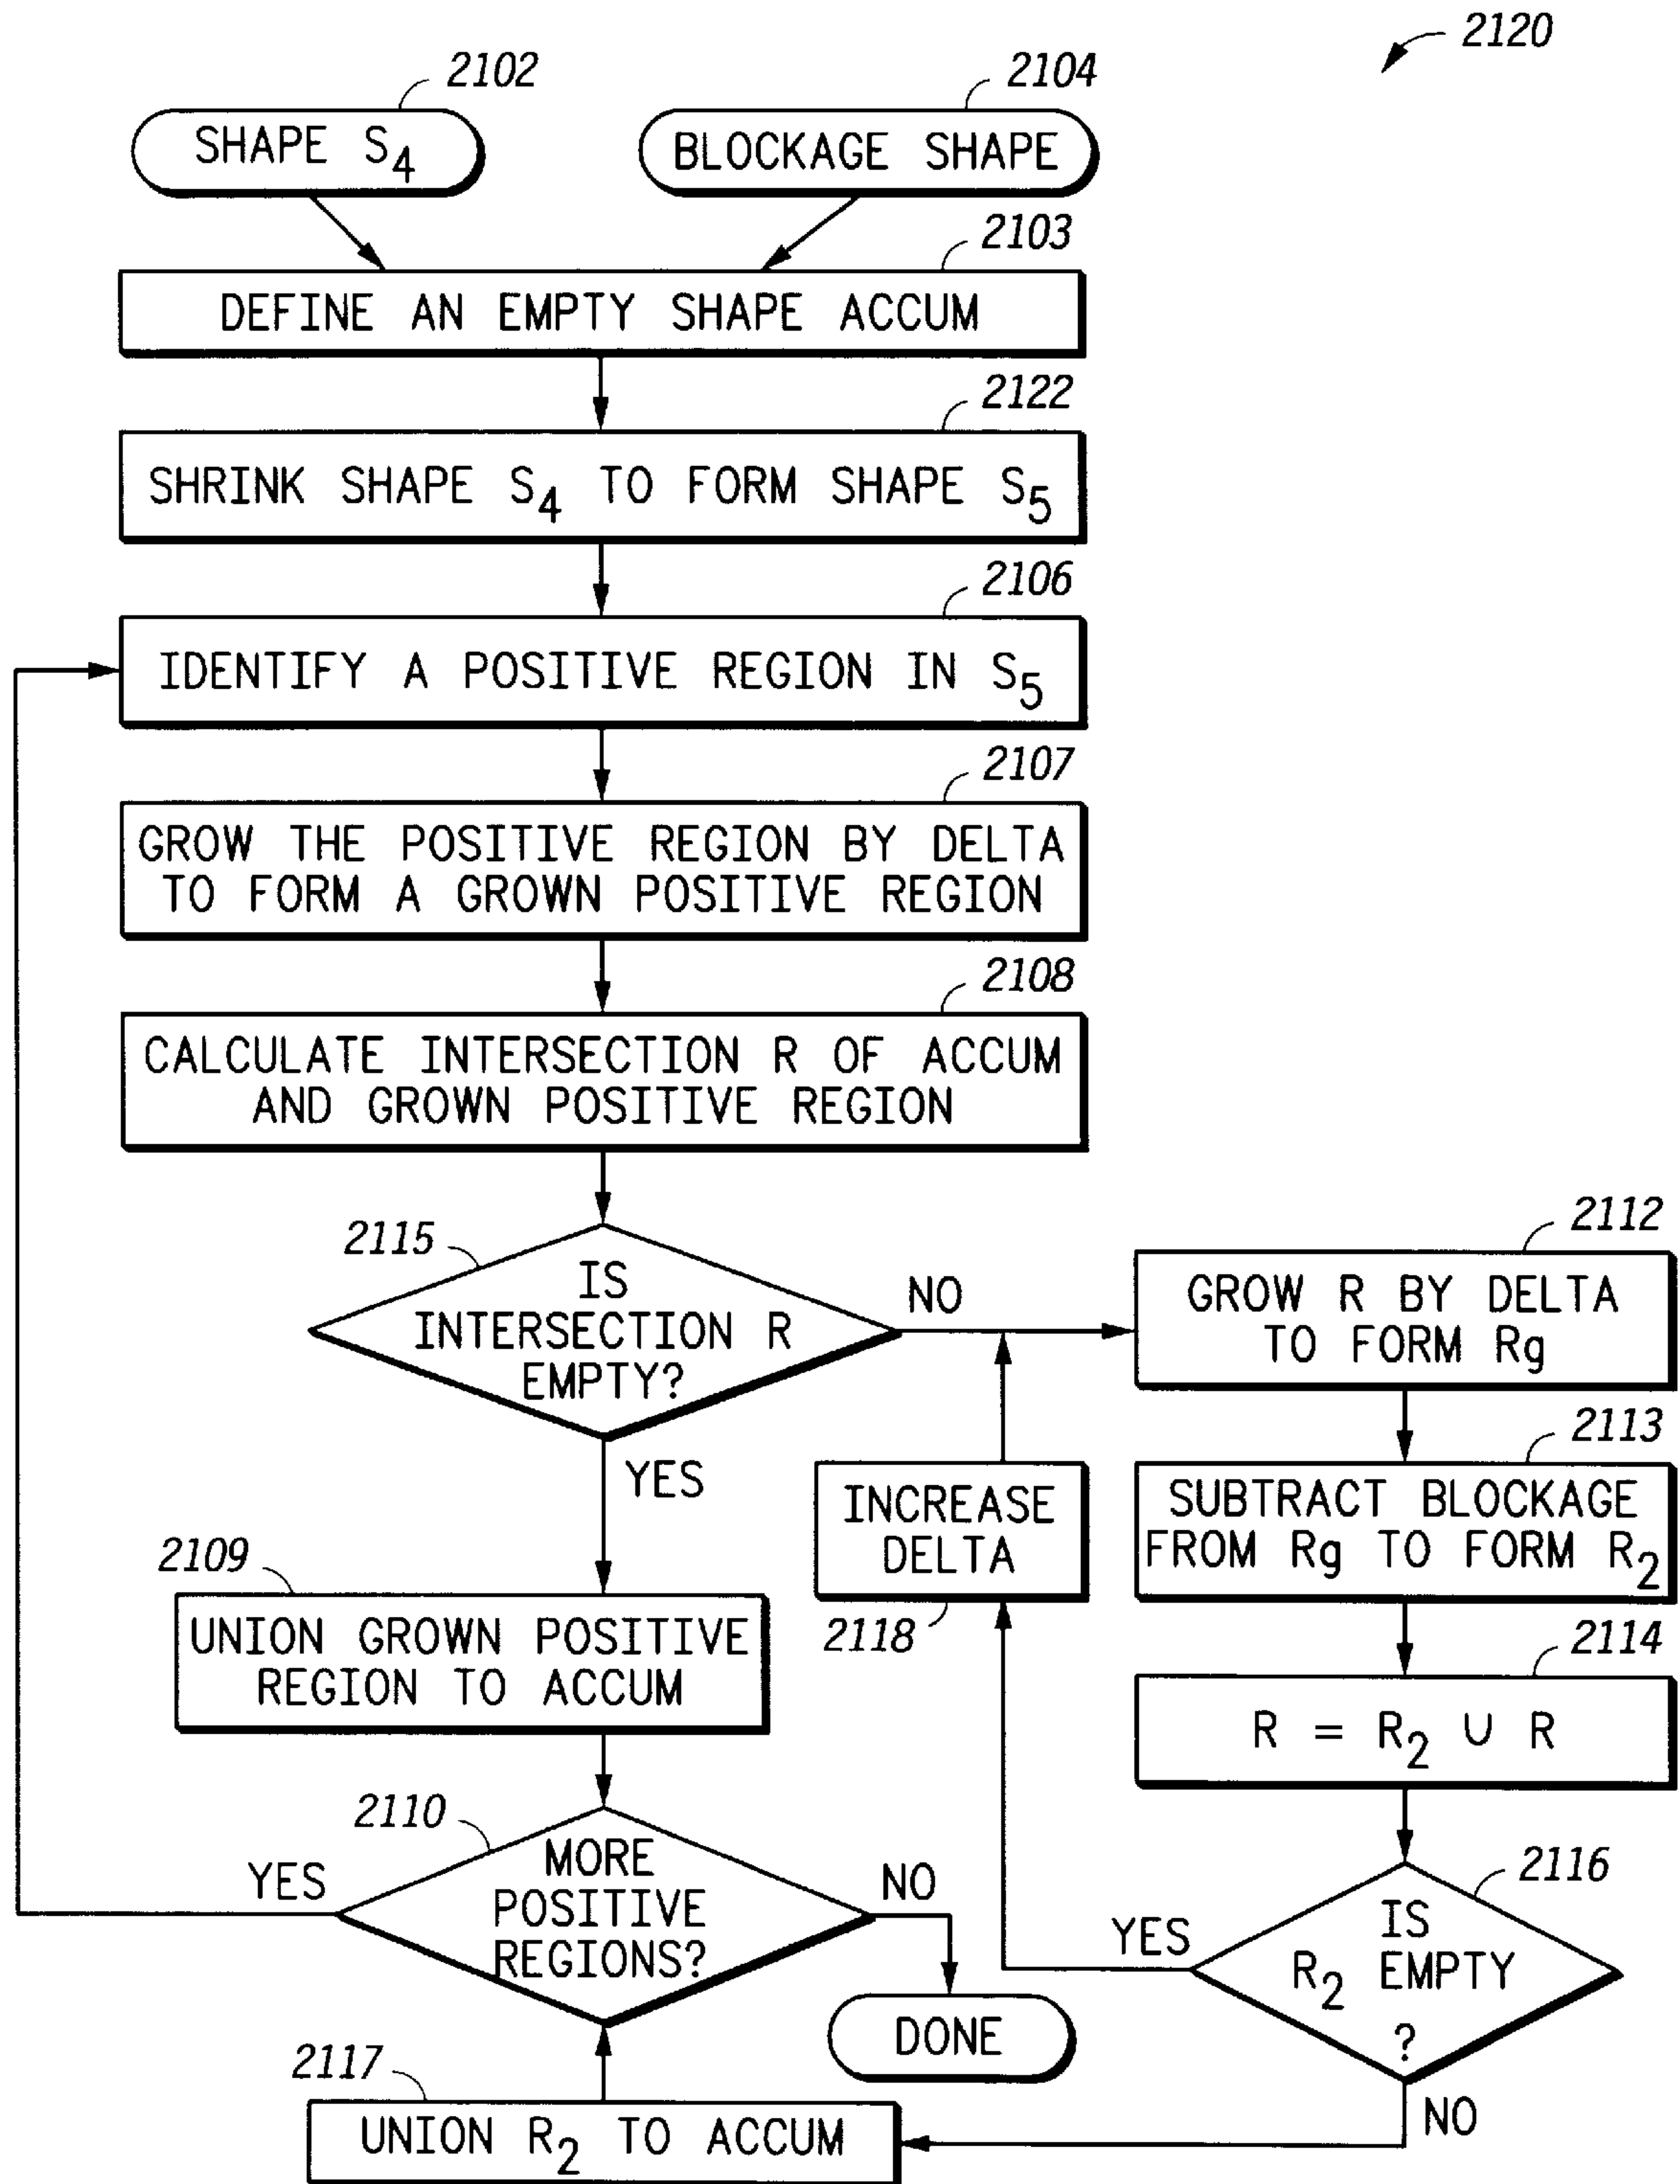 2120
2102
2104
SHAPE S4
BLOCKAGE SHAPE
2103
DEFINE AN EMPTY SHAPE ACCUM
2122
SHRINK SHAPE S4 TO FORM SHAPE S5
2106
IDENTIFY A POSITIVE REGION IN S5
2107
GROW THE POSITIVE REGION BY DELTA
TO FORM A GROWN POSITIVE REGION
2108
CALCULATE INTERSECTION R OF ACCUM
AND GROWN POSITIVE REGION
2115
IS
INTERSECTION R
EMPTY?
NO
YES
2112
GROW R BY DELTA
TO FORM Rg
2113
SUBTRACT BLOCKAGE
FROM Rg TO FORM R2
INCREASE
DELTA
2118
2109
UNION GROWN POSITIVE
REGION TO ACCUM
2114
R = R2 ∪ R
2110
MORE
POSITIVE
REGIONS?
YES
NO
DONE
2116
IS
R2 EMPTY
?
YES
NO
2117
UNION R2 TO ACCUM